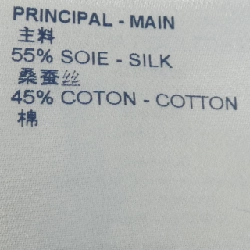 PRINCIPAL - MAIN
主料
55% SOIE - SILK
桑蚕丝
45% COTON - COTTON
棉